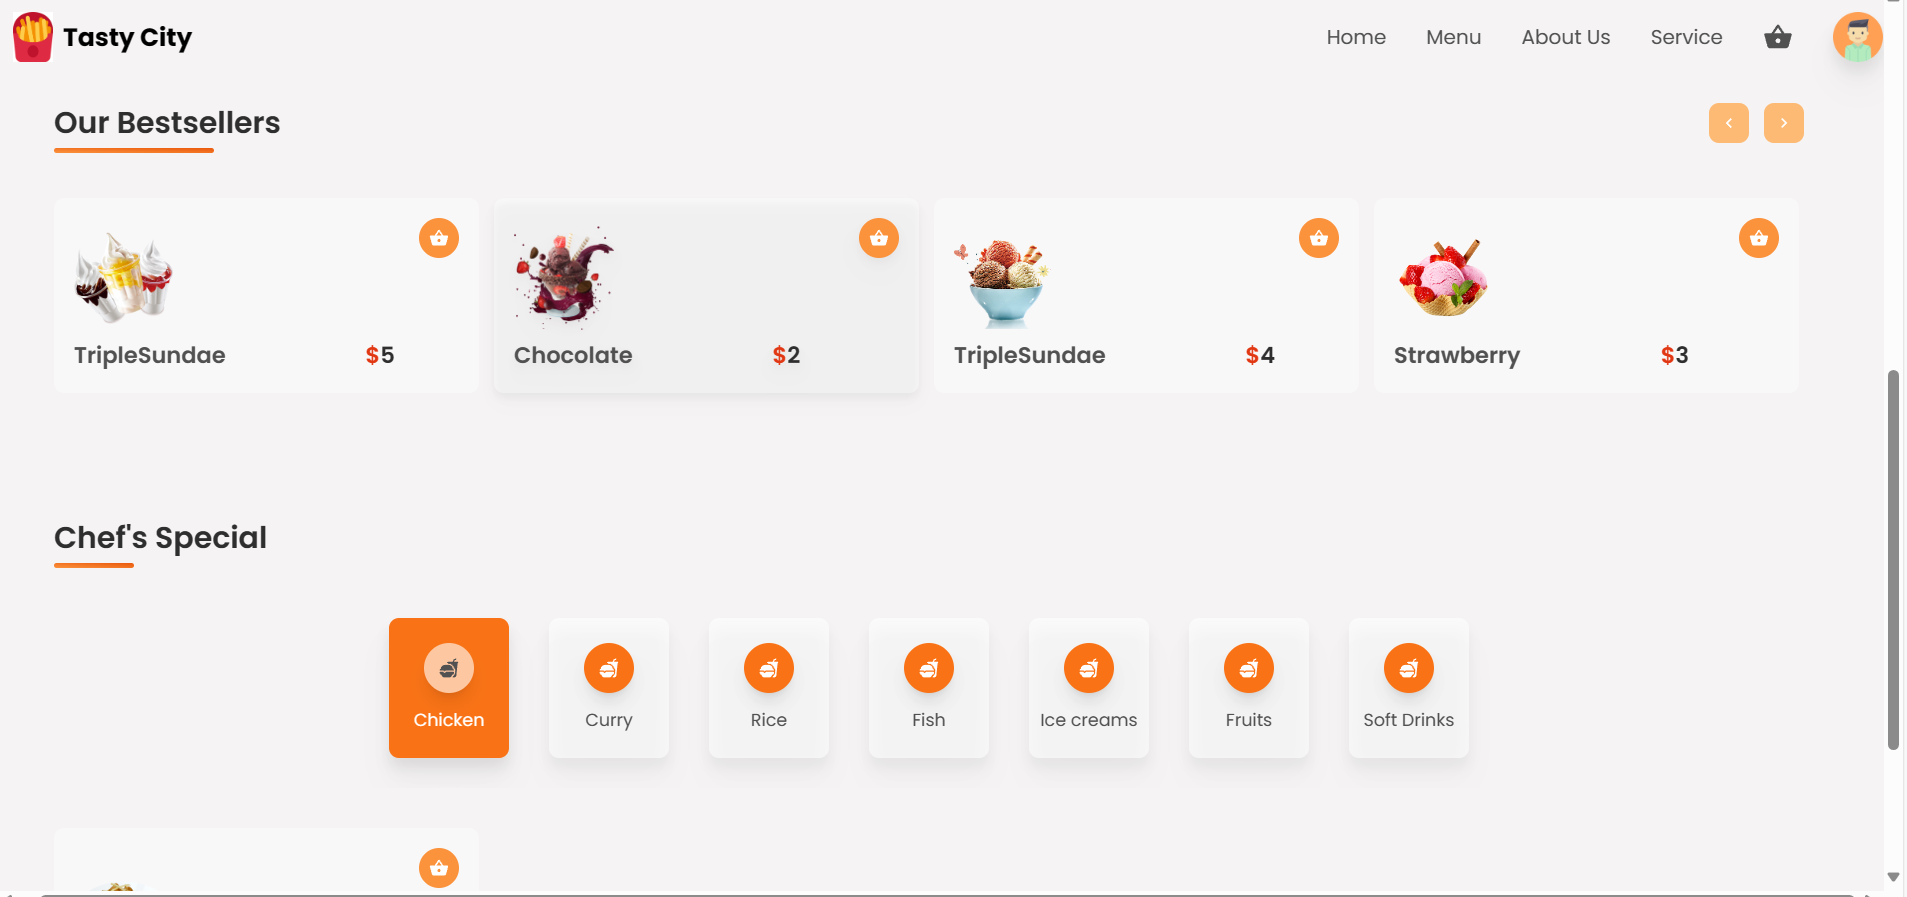 Tasty City
Home Menu About Us Service
Our Bestsellers
TripleSundae $5
Chocolate $2
TripleSundae $4
Strawberry $3
Chef's Special
Chicken
Curry
Rice
Fish
Ice creams
Fruits
Soft Drinks